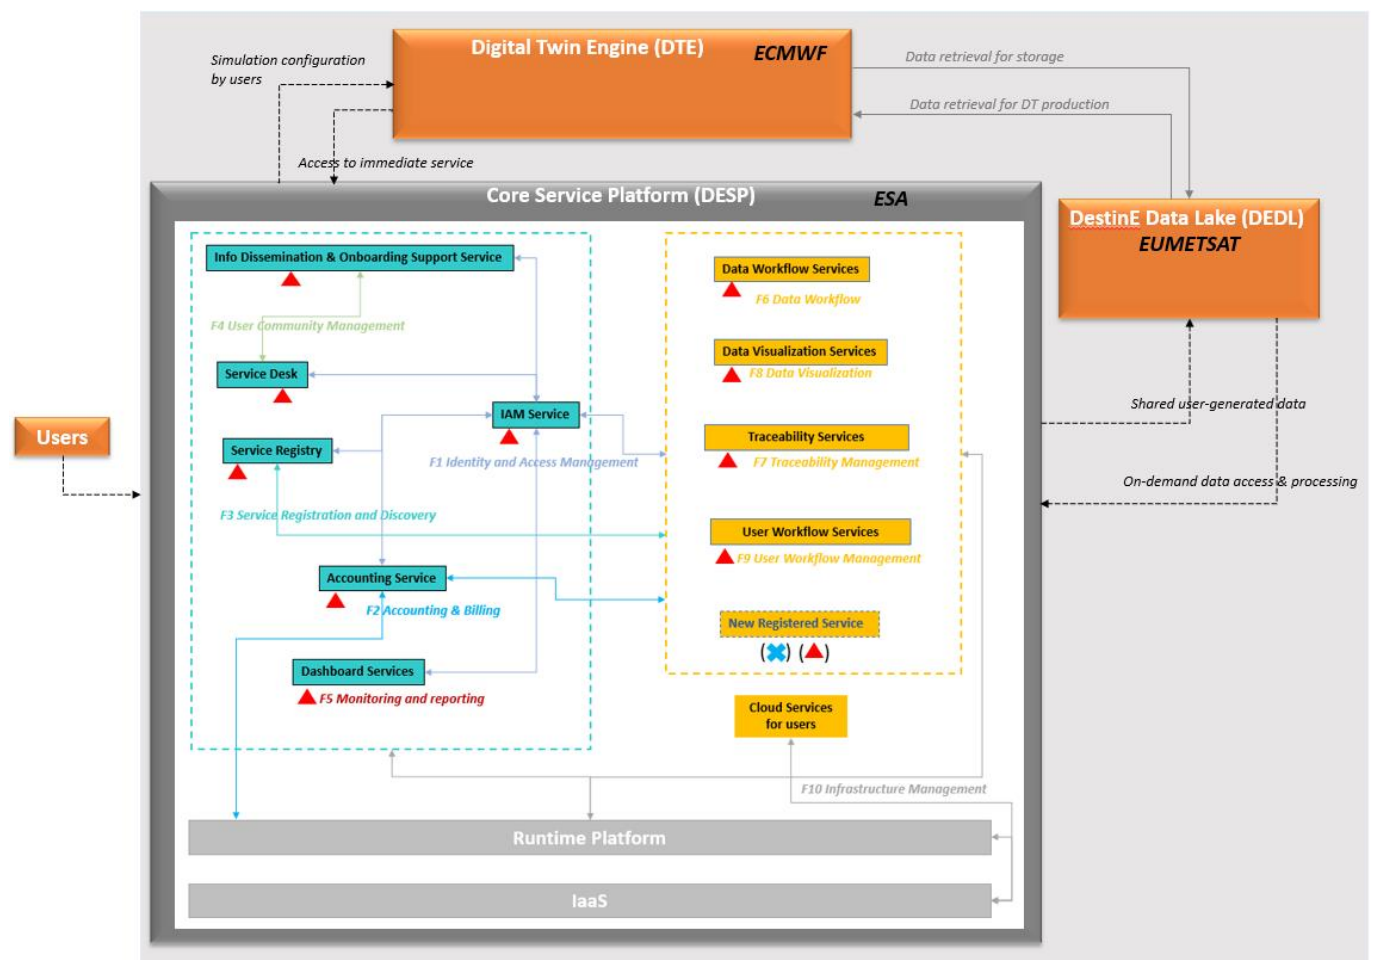 Digital Twin Engine (DTE)
ECMWF
Simulation configuration
by users
Data retrieval for storage
Data retrieval for DT production
Access to immediate service
Core Service Platform (DESP)
ESA
DestinE Data Lake (DEDL)
EUMETSAT
Info Dissemination & Onboarding Support Service
F4 User Community Management
Service Desk
IAM Service
Service Registry
F1 Identity and Access Management
F3 Service Registration and Discovery
Accounting Service
F2 Accounting & Billing
Dashboard Services
F5 Monitoring and reporting
Data Workflow Services
F6 Data Workflow
Data Visualization Services
F8 Data Visualization
Traceability Services
F7 Traceability Management
User Workflow Services
F9 User Workflow Management
New Registered Service
( ) ( )
Cloud Services
for users
F10 Infrastructure Management
Runtime Platform
IaaS
Users
Shared user-generated data
On-demand data access & processing